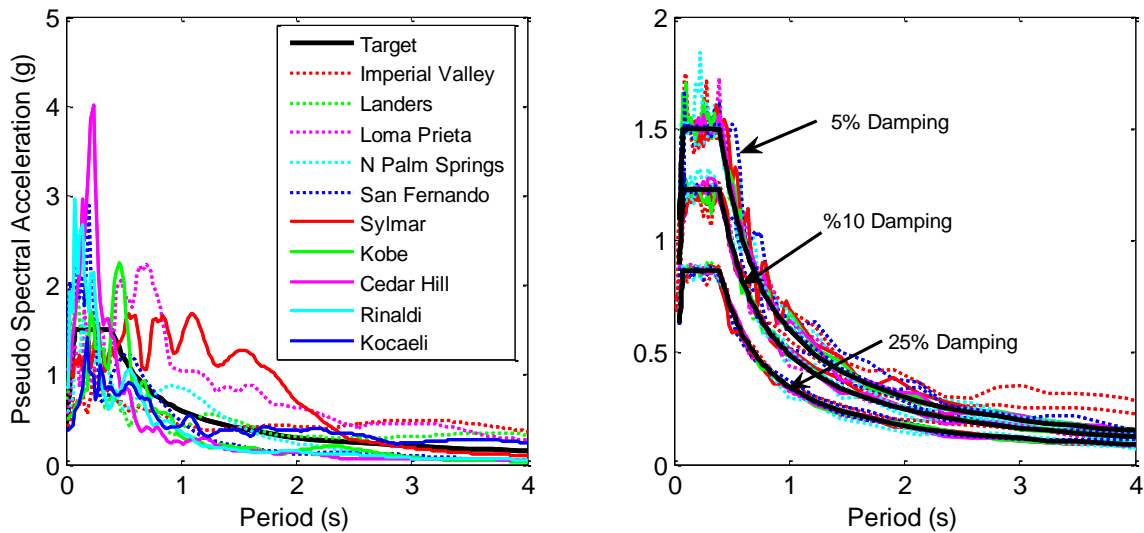 Pseudo Spectral Acceleration (g)
5
4
3
2
1
0
0
1
2
3
4
Period (s)
Target
Imperial Valley
Landers
Loma Prieta
N Palm Springs
San Fernando
Sylmar
Kobe
Cedar Hill
Rinaldi
Kocaeli
2
1.5
1
0.5
0
0
1
2
3
4
Period (s)
5% Damping
%10 Damping
25% Damping